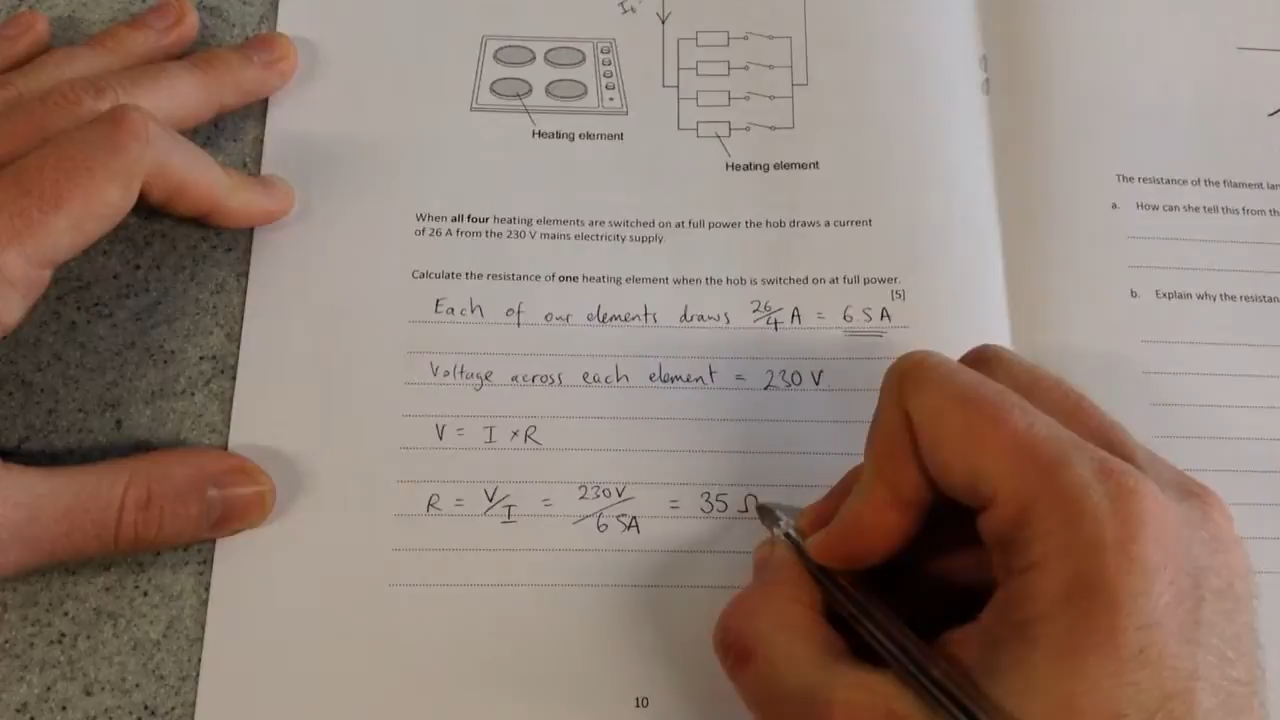 Heating element
Heating element
When all four heating elements are switched on at full power the hob draws a current
of 26 A from the 230 V mains electricity supply.
Calculate the resistance of one heating element when the hob is switched on at full power.
[5]
Each of our elements draws 26/4 A = 6.5 A
Voltage across each element = 230 V
V = I × R
R = V/I = 230V/6.5A = 35 Ω
10
The resistance of the filament
a. How can she tell this from
b. Explain why the